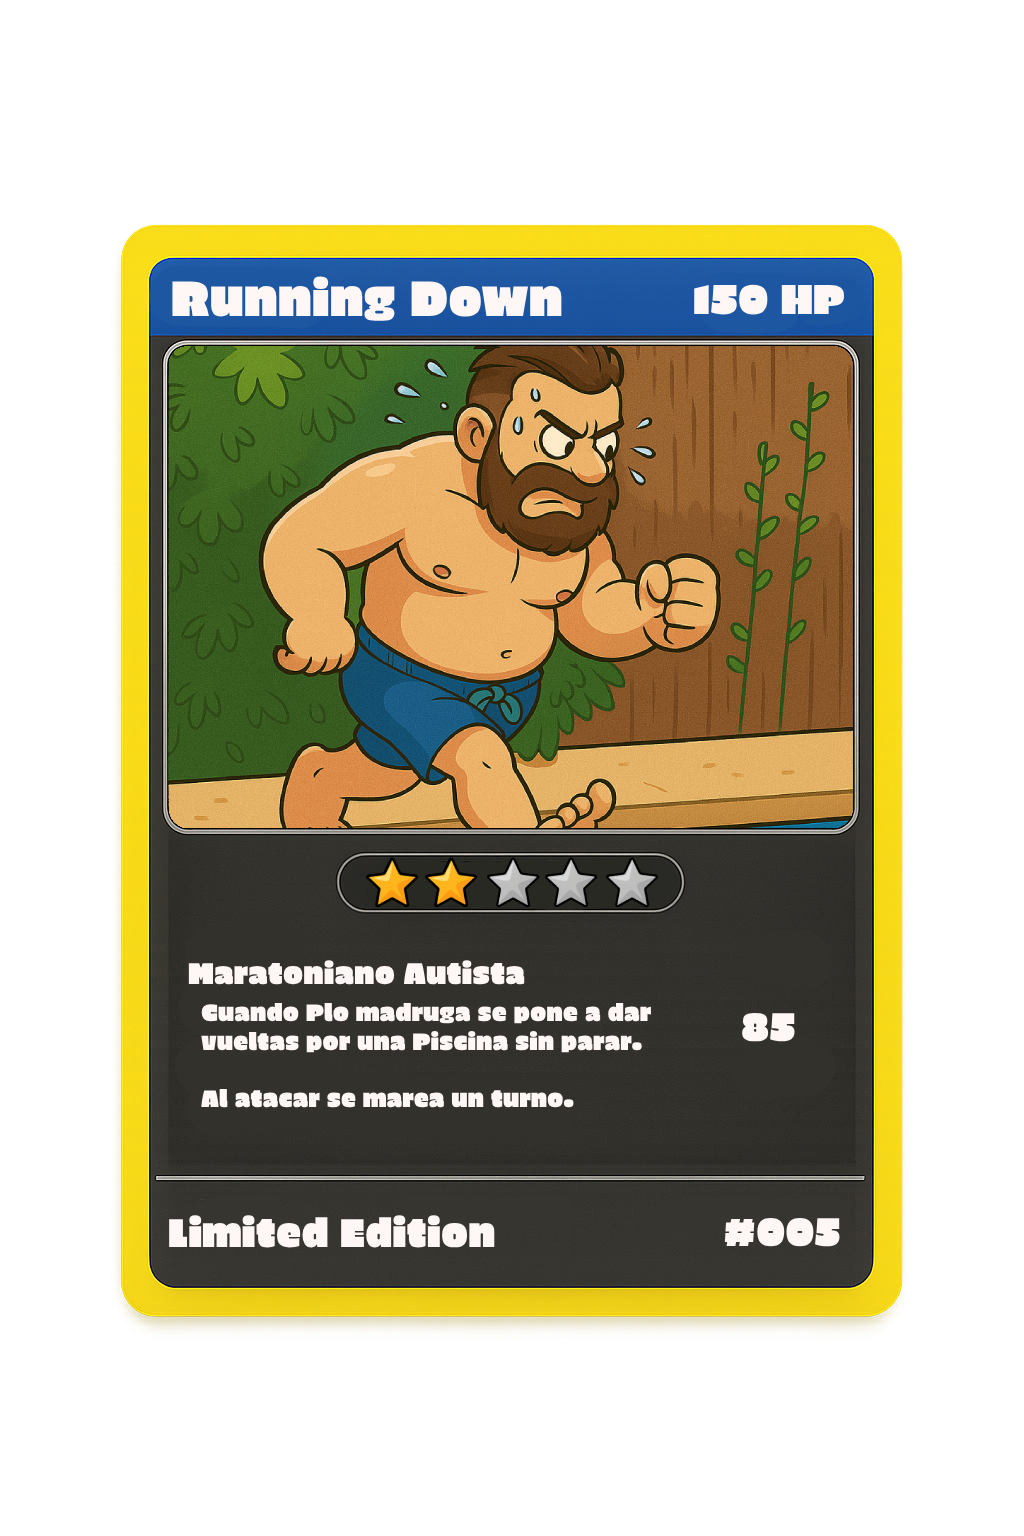 Running Down
150 HP
Maratoniano Autista
Cuando Plo madruga se pone a dar
vueltas por una Piscina sin parar.
85
Al atacar se marea un turno.
Limited Edition
#005